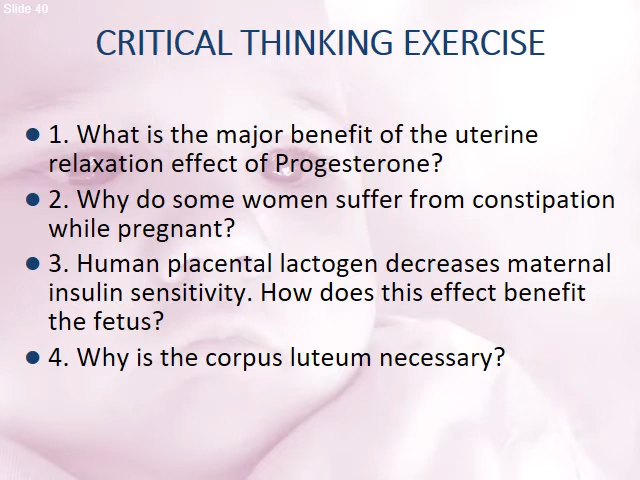 Slide 40
CRITICAL THINKING EXERCISE
1. What is the major benefit of the uterine
relaxation effect of Progesterone?
2. Why do some women suffer from constipation
while pregnant?
3. Human placental lactogen decreases maternal
insulin sensitivity. How does this effect benefit
the fetus?
4. Why is the corpus luteum necessary?